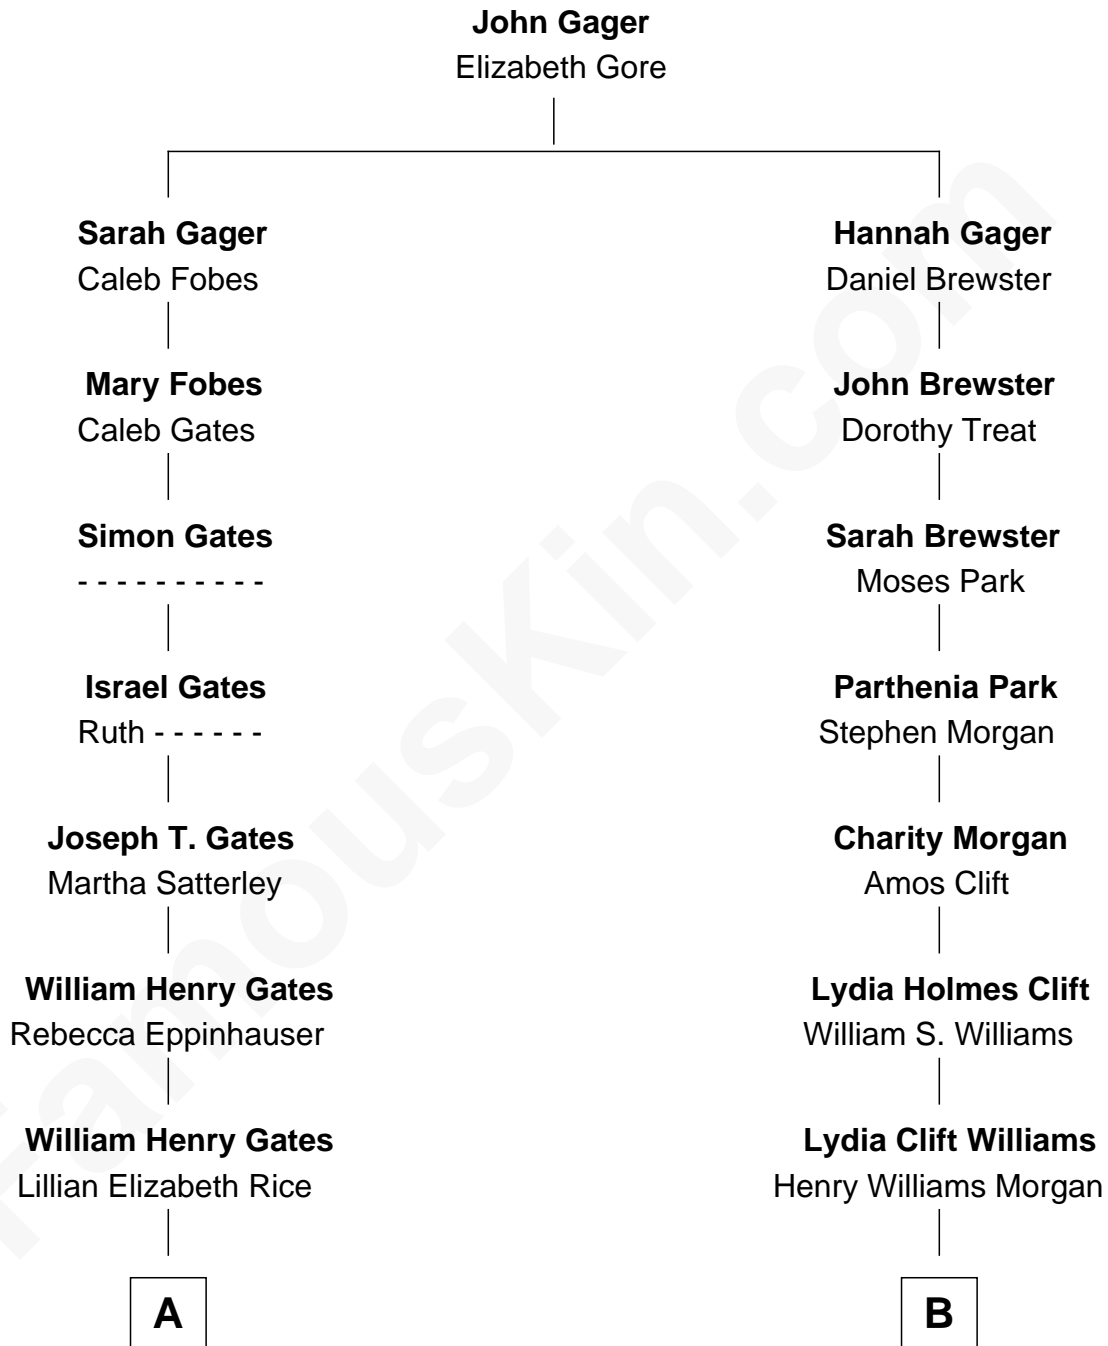 John Gager
Elizabeth Gore
Sarah Gager
Caleb Fobes
Hannah Gager
Daniel Brewster
Mary Fobes
Caleb Gates
John Brewster
Dorothy Treat
Simon Gates
- - - - - - - - - -
Sarah Brewster
Moses Park
Israel Gates
Ruth - - - - - -
Parthenia Park
Stephen Morgan
Joseph T. Gates
Martha Satterley
Charity Morgan
Amos Clift
William Henry Gates
Rebecca Eppinhauser
Lydia Holmes Clift
William S. Williams
William Henry Gates
Lillian Elizabeth Rice
Lydia Clift Williams
Henry Williams Morgan
A
B
FamousKin.com